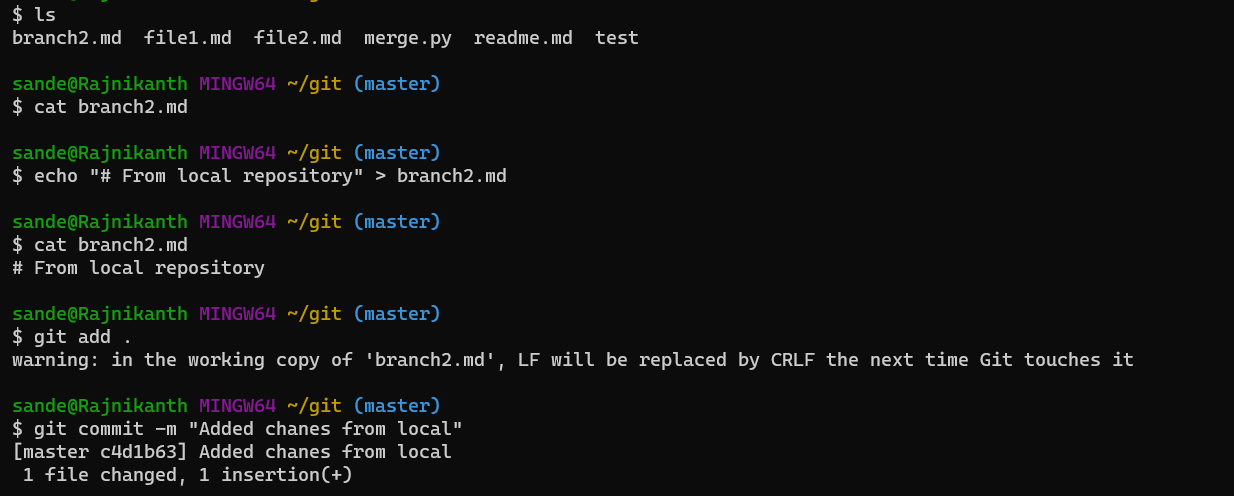 $ ls
branch2.md  file1.md  file2.md  merge.py  readme.md  test
sande@Rajnikanth MINGW64 ~/git (master)
$ cat branch2.md
sande@Rajnikanth MINGW64 ~/git (master)
$ echo "# From local repository" > branch2.md
sande@Rajnikanth MINGW64 ~/git (master)
$ cat branch2.md
# From local repository
sande@Rajnikanth MINGW64 ~/git (master)
$ git add .
warning: in the working copy of 'branch2.md', LF will be replaced by CRLF the next time Git touches it
sande@Rajnikanth MINGW64 ~/git (master)
$ git commit -m "Added chanes from local"
[master c4d1b63] Added chanes from local
 1 file changed, 1 insertion(+)